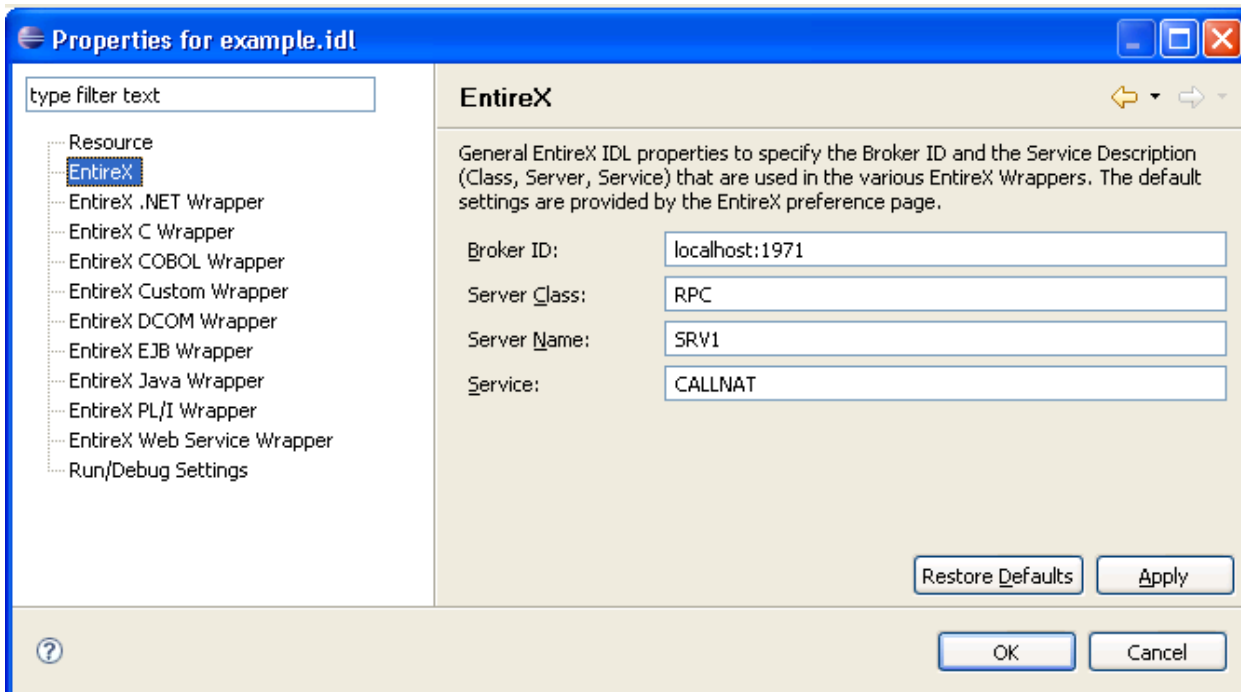 Properties for example.idl
type filter text
Resource
EntireX
EntireX .NET Wrapper
EntireX C Wrapper
EntireX COBOL Wrapper
EntireX Custom Wrapper
EntireX DCOM Wrapper
EntireX EJB Wrapper
EntireX Java Wrapper
EntireX PL/I Wrapper
EntireX Web Service Wrapper
Run/Debug Settings
EntireX
General EntireX IDL properties to specify the Broker ID and the Service Description
(Class, Server, Service) that are used in the various EntireX Wrappers. The default
settings are provided by the EntireX preference page.
Broker ID: localhost:1971
Server Class: RPC
Server Name: SRV1
Service: CALLNAT
Restore Defaults Apply
? OK Cancel